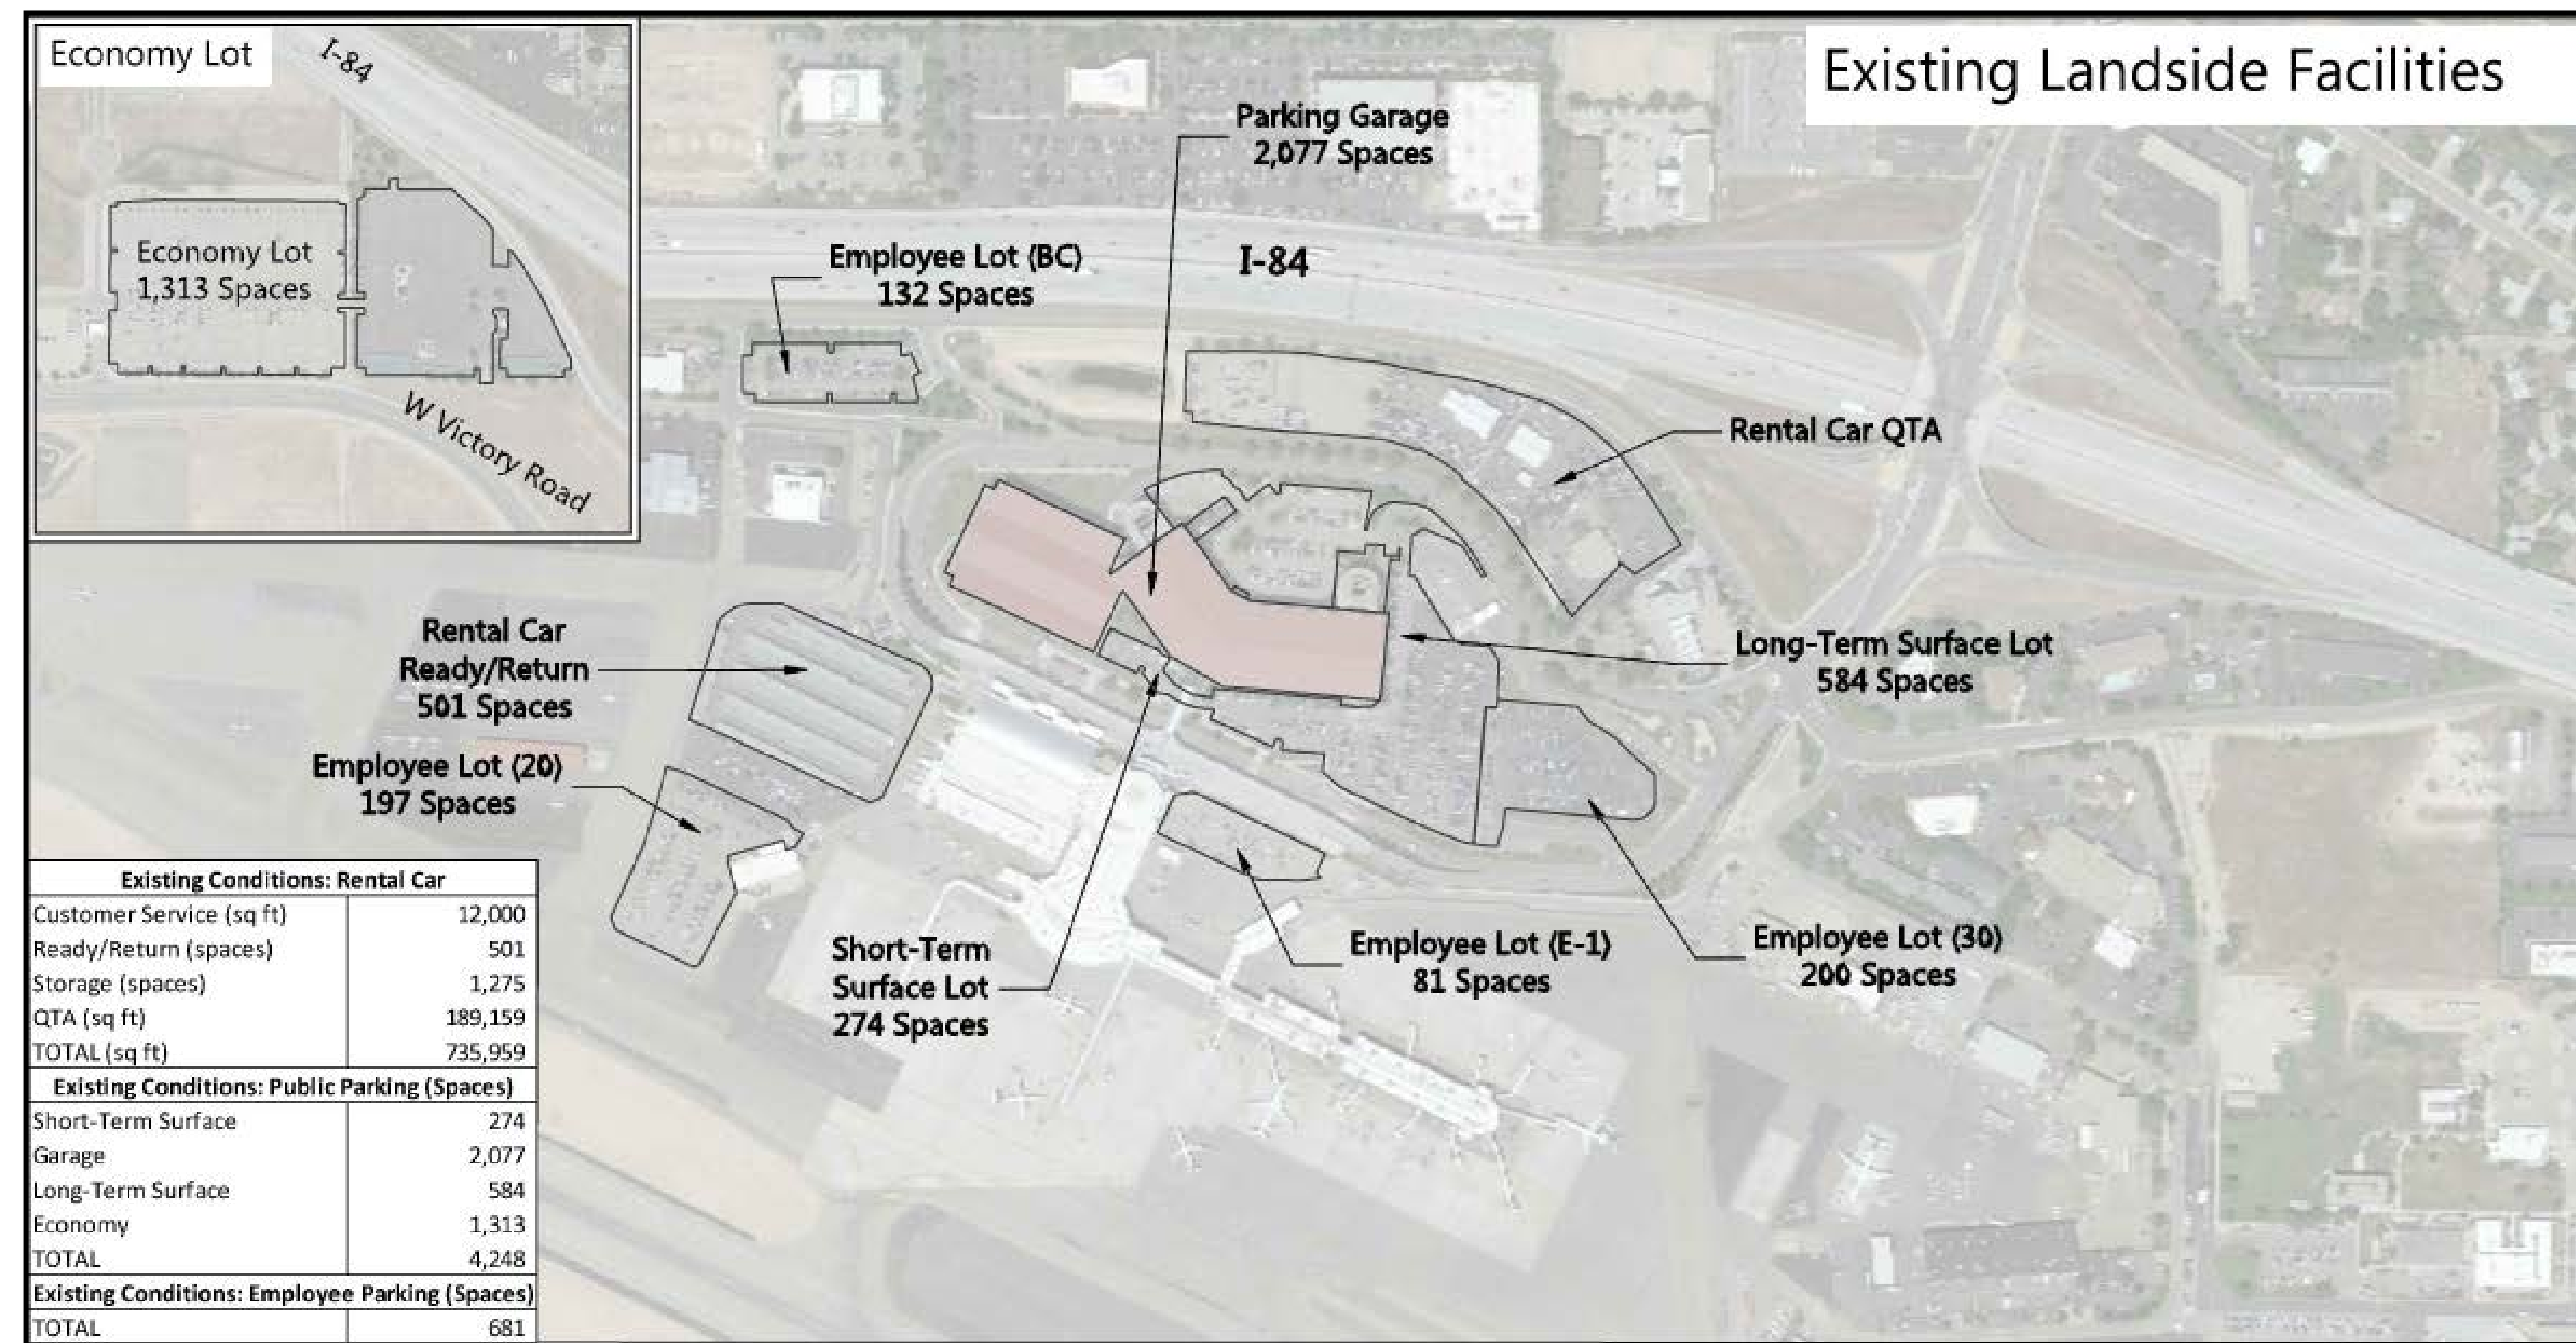 Economy Lot
I-84
Economy Lot
1,313 Spaces
W Victory Road
Existing Landside Facilities
Parking Garage
2,077 Spaces
Employee Lot (BC)
132 Spaces
I-84
Rental Car QTA
Rental Car
Ready/Return
501 Spaces
Long-Term Surface Lot
584 Spaces
Employee Lot (20)
197 Spaces
Short-Term
Surface Lot
274 Spaces
Employee Lot (E-1)
81 Spaces
Employee Lot (30)
200 Spaces
Existing Conditions: Rental Car
Customer Service (sq ft) 12,000
Ready/Return (spaces) 501
Storage (spaces) 1,275
QTA (sq ft) 189,159
TOTAL (sq ft) 735,959
Existing Conditions: Public Parking (Spaces)
Short-Term Surface 274
Garage 2,077
Long-Term Surface 584
Economy 1,313
TOTAL 4,248
Existing Conditions: Employee Parking (Spaces)
TOTAL 681